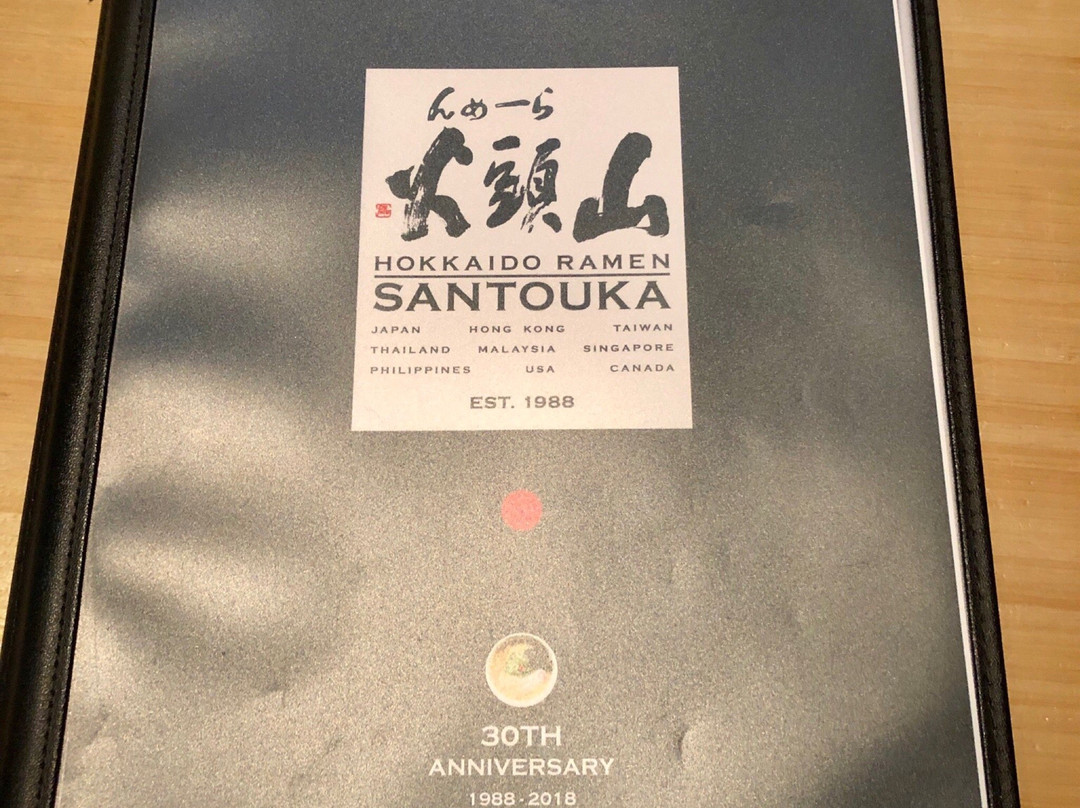 らーめん
山頭火
HOKKAIDO RAMEN
SANTOUKA
JAPAN HONG KONG TAIWAN
THAILAND MALAYSIA SINGAPORE
PHILIPPINES USA CANADA
EST. 1988
30TH
ANNIVERSARY
1988-2018